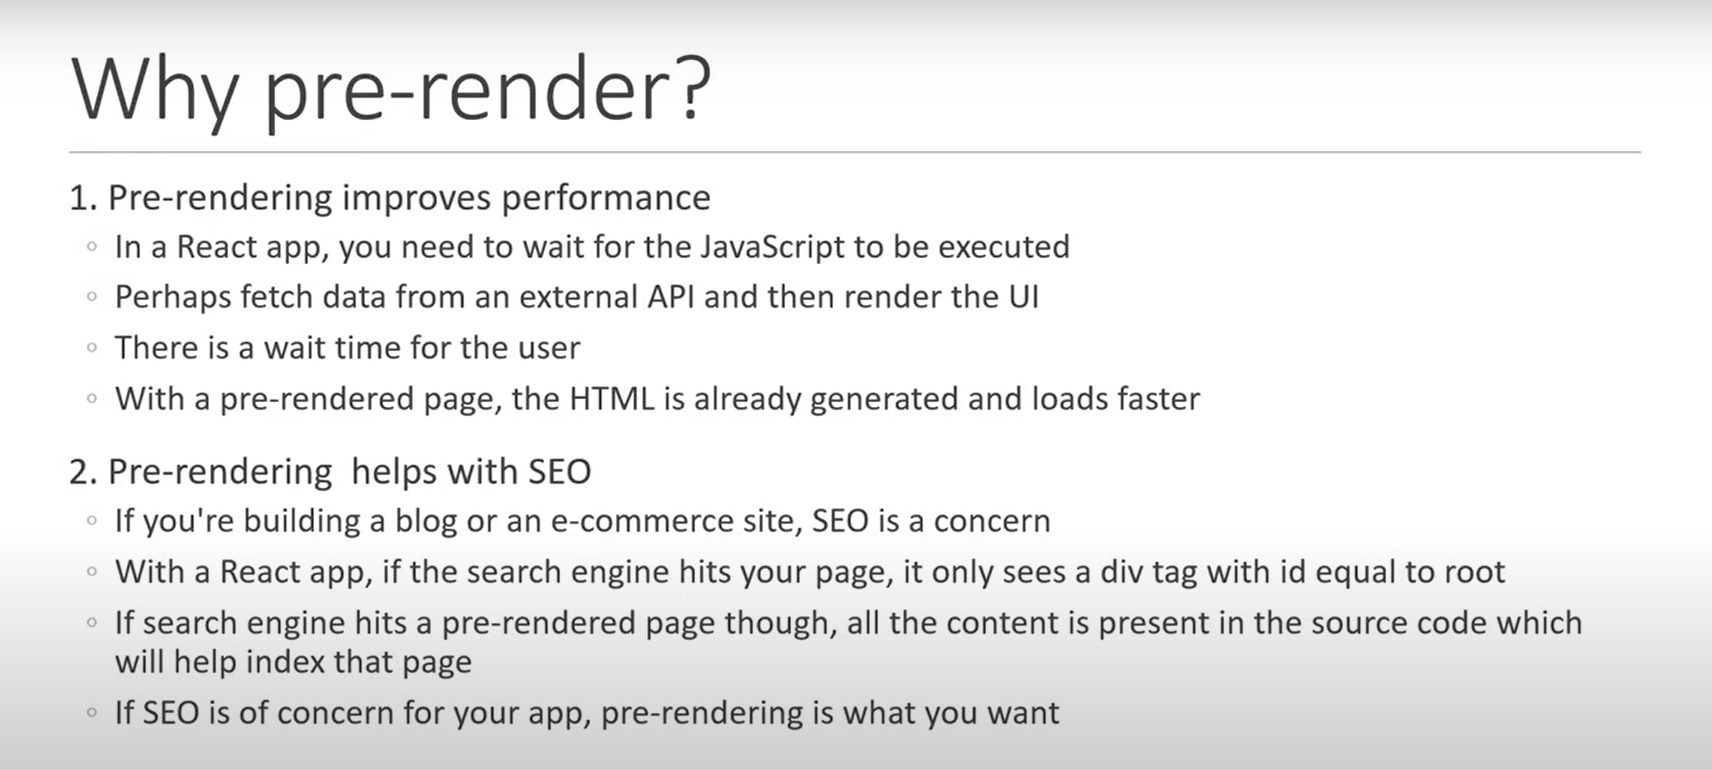 Why pre-render?
1. Pre-rendering improves performance
◦ In a React app, you need to wait for the JavaScript to be executed
◦ Perhaps fetch data from an external API and then render the UI
◦ There is a wait time for the user
◦ With a pre-rendered page, the HTML is already generated and loads faster
2. Pre-rendering  helps with SEO
◦ If you're building a blog or an e-commerce site, SEO is a concern
◦ With a React app, if the search engine hits your page, it only sees a div tag with id equal to root
◦ If search engine hits a pre-rendered page though, all the content is present in the source code which
will help index that page
◦ If SEO is of concern for your app, pre-rendering is what you want